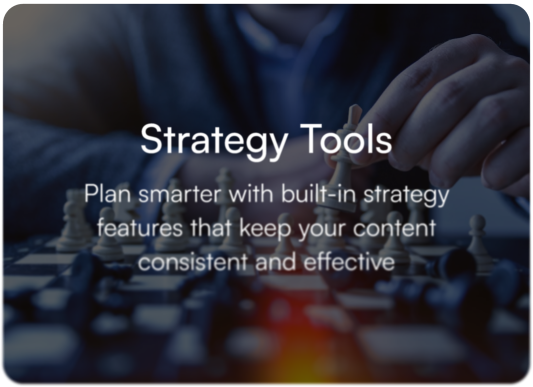 Strategy Tools
Plan smarter with built-in strategy
features that keep your content
consistent and effective